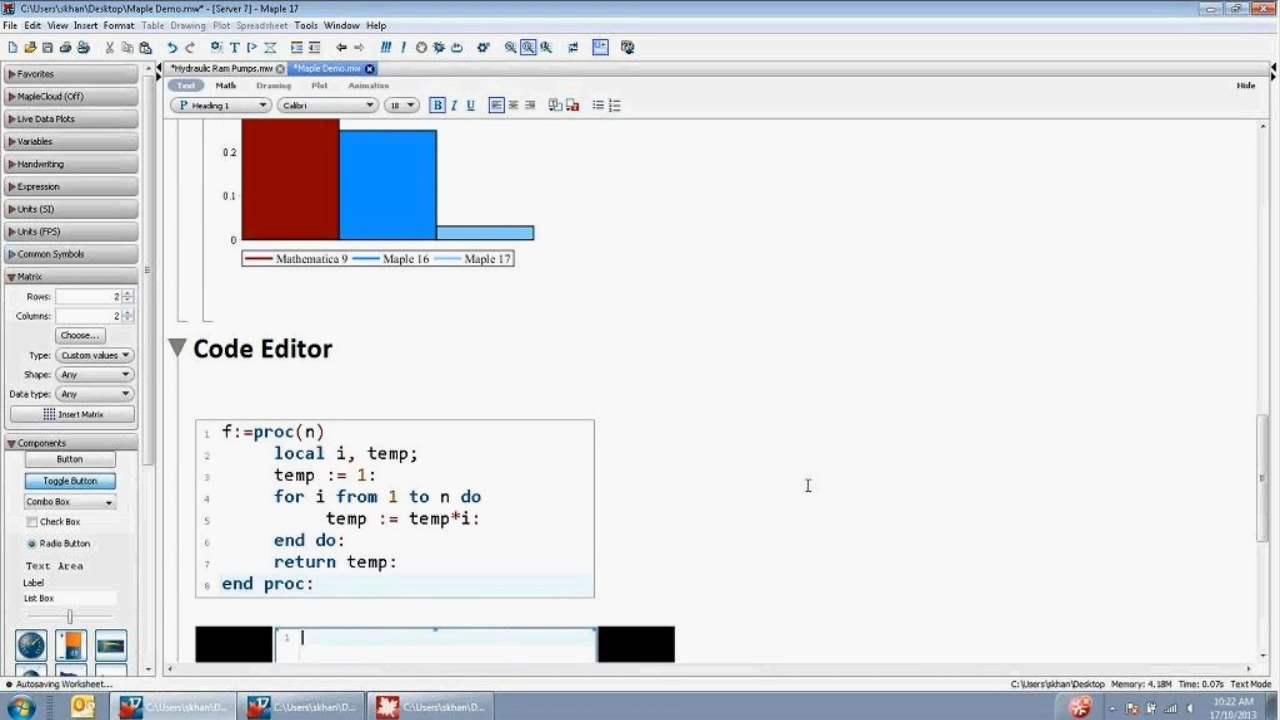 C:\Users\skhan\Desktop\Maple Demo.mw* - [Server 7] - Maple 17
File Edit View Insert Format Table Drawing Plot Spreadsheet Tools Window Help
*Hydraulic Ram Pumps.mw *Maple Demo.mw
Text Math Drawing Plot Animation Hide
P Heading 1 Calibri 18 B I U
Favorites
MapleCloud (Off)
Live Data Plots
Variables
Handwriting
Expression
Units (SI)
Units (FPS)
Common Symbols
Matrix
Rows: 2
Columns: 2
Choose...
Type: Custom values
Shape: Any
Data type: Any
Insert Matrix
Components
Button
Toggle Button
Combo Box
Check Box
Radio Button
Text Area
Label
List Box
0.2
0.1
0
Mathematica 9 Maple 16 Maple 17
Code Editor
1 f:=proc(n)
2 local i, temp;
3 temp := 1:
4 for i from 1 to n do
5 temp := temp*i:
6 end do:
7 return temp:
8 end proc:
1
Autosaving Worksheet... C:\Users\skhan\Desktop Memory: 4.18M Time: 0.07s Text Mode
C:\Users\skhan\D... C:\Users\skhan\D... C:\Users\skhan\D... 10:22 AM
17/10/2013